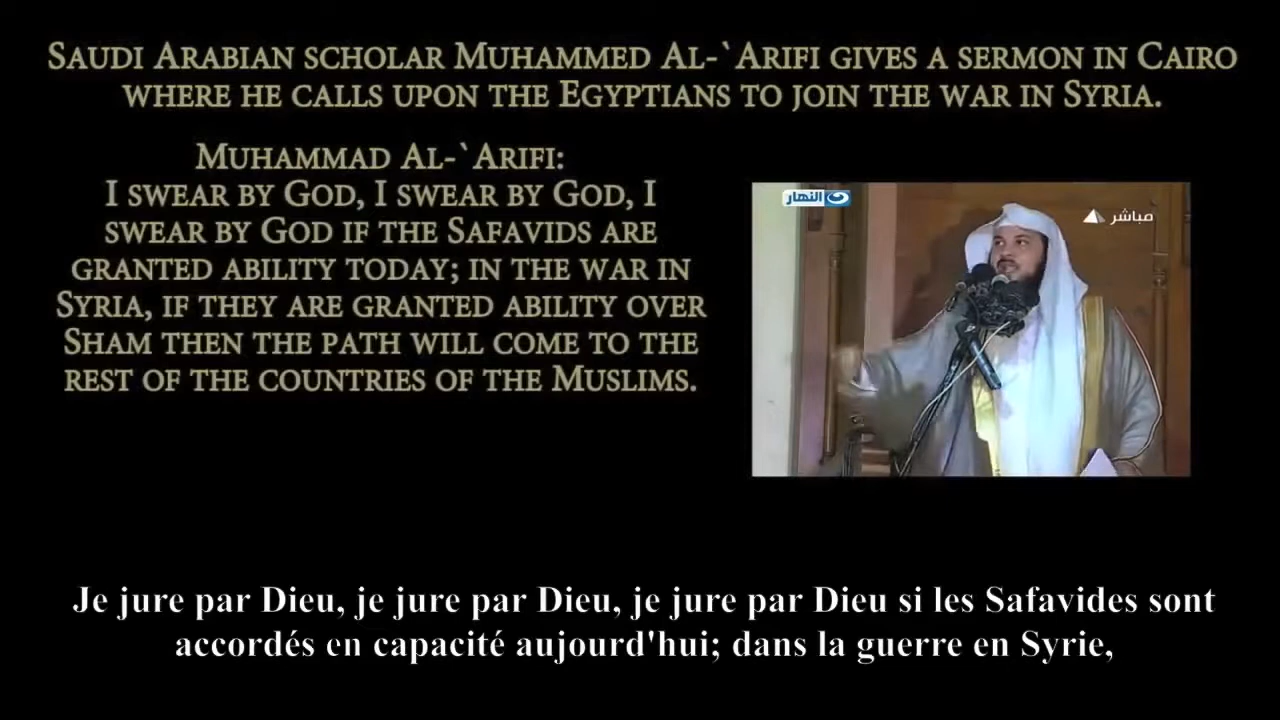 Saudi Arabian scholar Muhammed Al-`Arifi gives a sermon in Cairo
where he calls upon the Egyptians to join the war in Syria.
Muhammad Al-`Arifi:
I swear by God, I swear by God, I
swear by God if the Safavids are
granted ability today; in the war in
Syria, if they are granted ability over
Sham then the path will come to the
rest of the countries of the Muslims.
النهار
مباشر
Je jure par Dieu, je jure par Dieu, je jure par Dieu si les Safavides sont
accordés en capacité aujourd'hui; dans la guerre en Syrie,